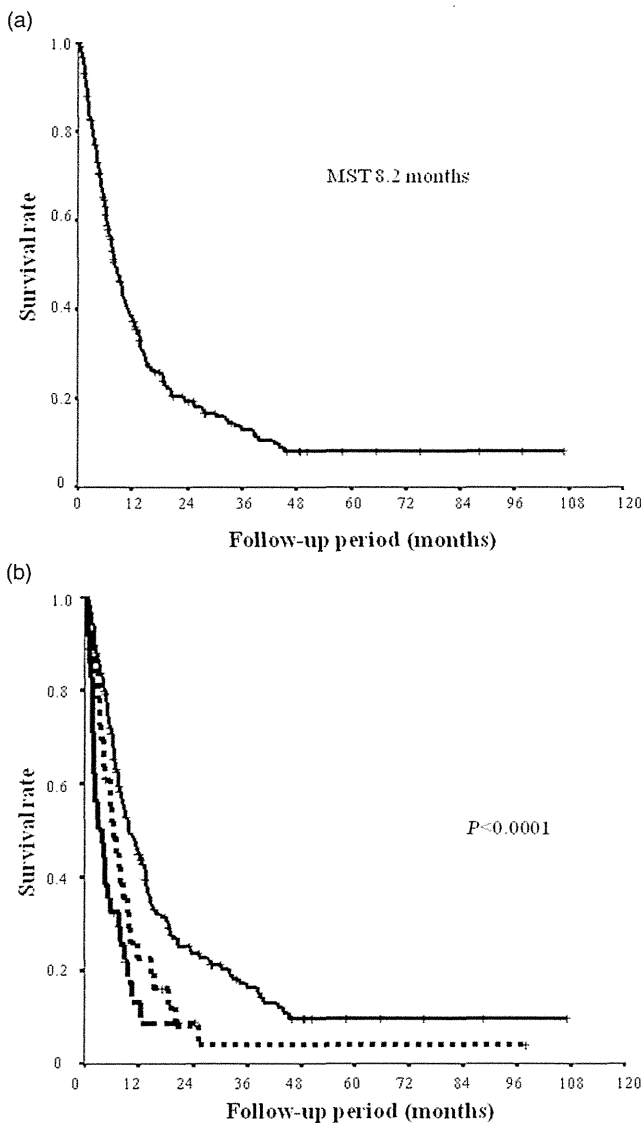 (a)
1.0
0.8
0.6
0.4
0.2
0
Survival rate
MST 8.2 months
0 12 24 36 48 60 72 84 96 108 120
Follow-up period (months)
(b)
1.0
0.8
0.6
0.4
0.2
0
Survival rate
P<0.0001
0 12 24 36 48 60 72 84 96 108 120
Follow-up period (months)